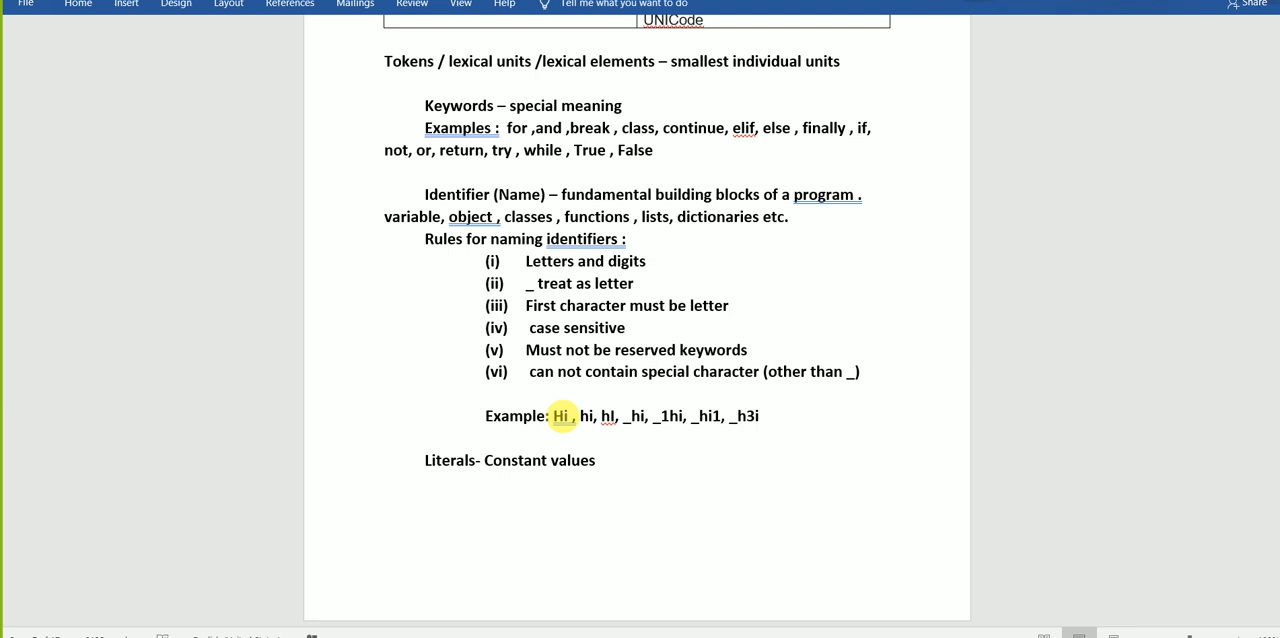 File Home Insert Design Layout References Mailings Review View Help Tell me what you want to do Share
UNICode
Tokens / lexical units /lexical elements – smallest individual units
Keywords – special meaning
Examples : for ,and ,break , class, continue, elif, else , finally , if,
not, or, return, try , while , True , False
Identifier (Name) – fundamental building blocks of a program .
variable, object , classes , functions , lists, dictionaries etc.
Rules for naming identifiers :
(i) Letters and digits
(ii) _ treat as letter
(iii) First character must be letter
(iv) case sensitive
(v) Must not be reserved keywords
(vi) can not contain special character (other than _)
Example: Hi , hi, hI, _hi, _1hi, _hi1, _h3i
Literals- Constant values